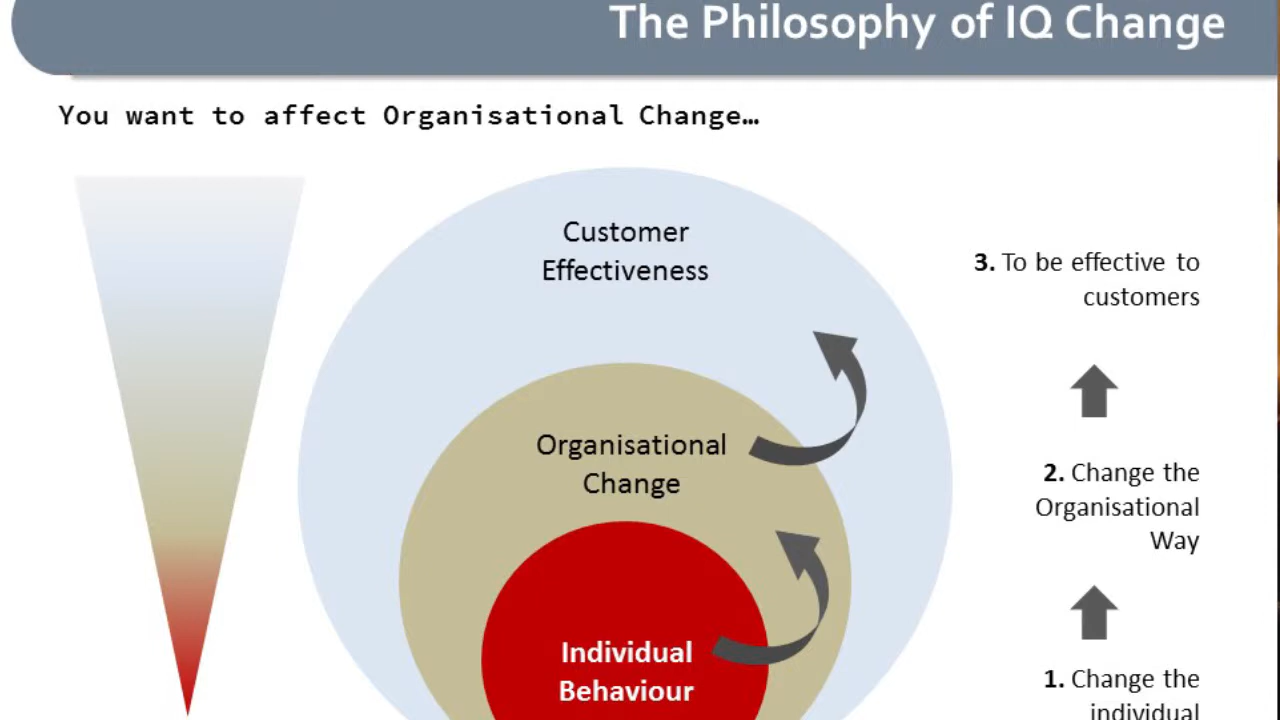 The Philosophy of IQ Change
You want to affect Organisational Change…
Customer
Effectiveness
3. To be effective to
customers
Organisational
Change
2. Change the
Organisational
Way
Individual
Behaviour
1. Change the
individual